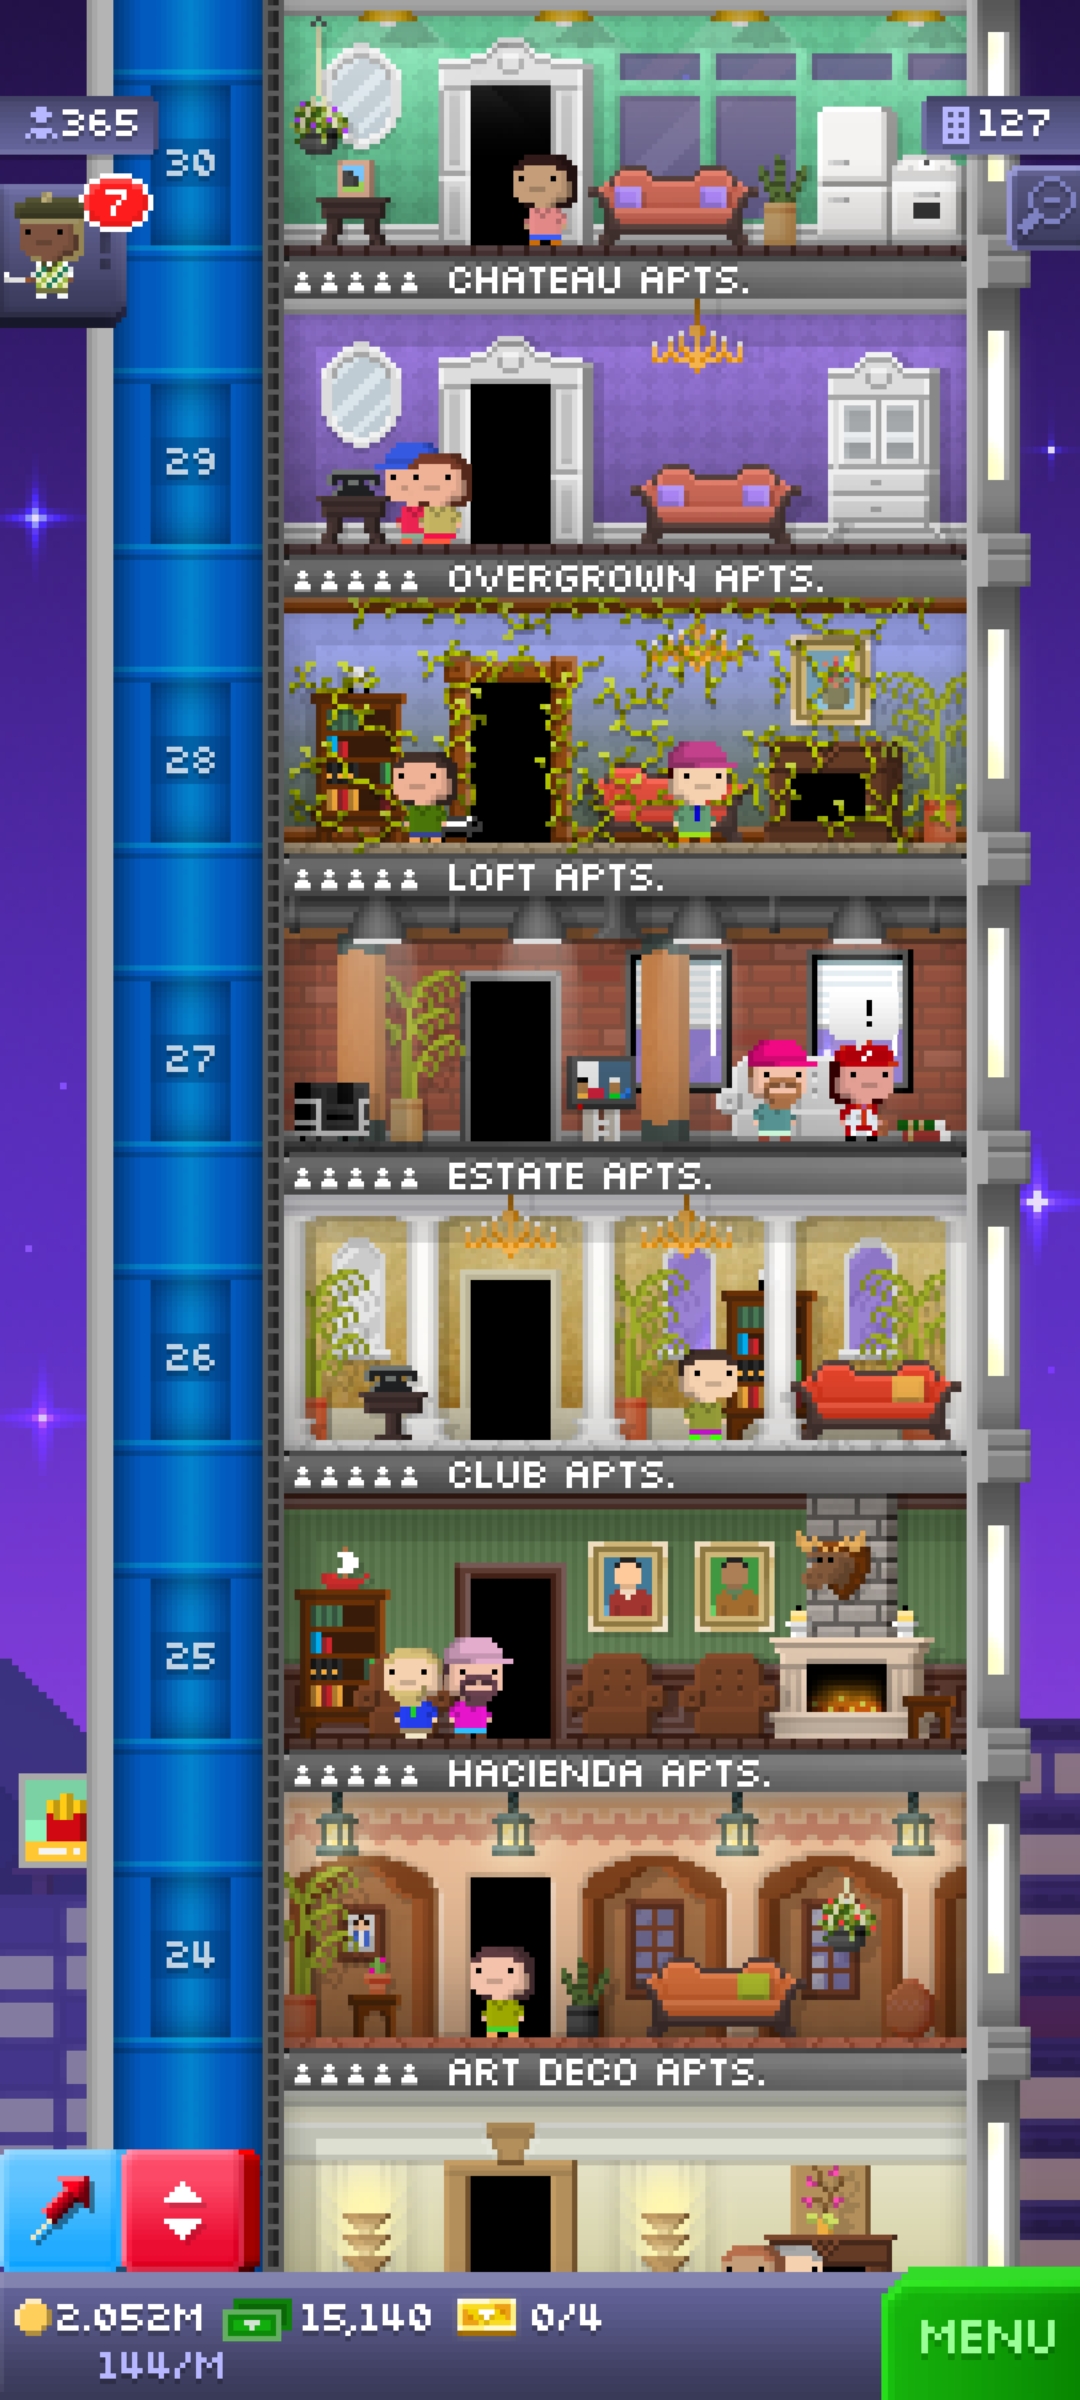 365
127
7
30
CHATEAU APTS.
29
OVERGROWN APTS.
28
LOFT APTS.
!
27
ESTATE APTS.
26
CLUB APTS.
25
HACIENDA APTS.
24
ART DECO APTS.
2.052M 15,140 0/4
144/M
MENU